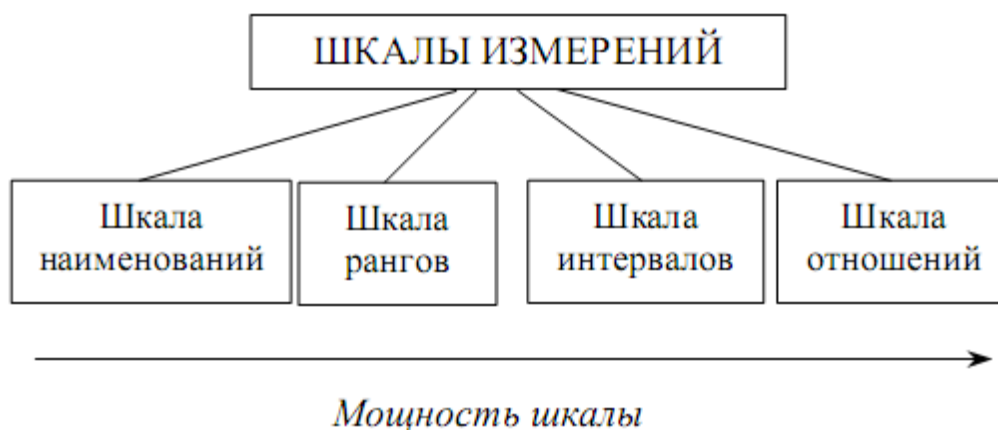 ШКАЛЫ ИЗМЕРЕНИЙ
Шкала
наименований
Шкала
рангов
Шкала
интервалов
Шкала
отношений
Мощность шкалы